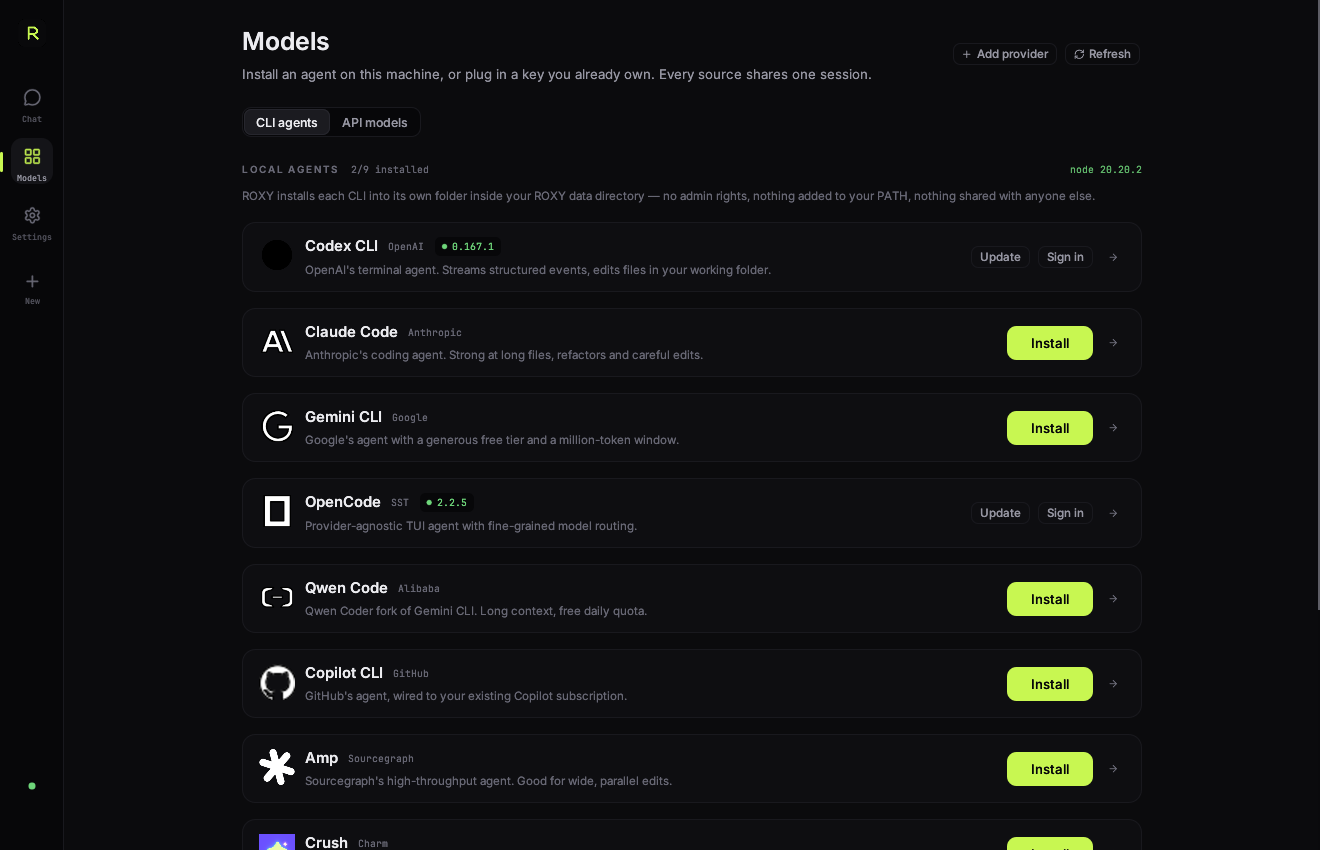 R
Models
Install an agent on this machine, or plug in a key you already own. Every source shares one session.
Add provider
Refresh
Chat
Models
Settings
New
CLI agents
API models
LOCAL AGENTS 2/9 installed
node 20.20.2
ROXY installs each CLI into its own folder inside your ROXY data directory — no admin rights, nothing added to your PATH, nothing shared with anyone else.
Codex CLI OpenAI 0.167.1
OpenAI's terminal agent. Streams structured events, edits files in your working folder.
Update Sign in
Claude Code Anthropic
Anthropic's coding agent. Strong at long files, refactors and careful edits.
Install
Gemini CLI Google
Google's agent with a generous free tier and a million-token window.
Install
OpenCode SST 2.2.5
Provider-agnostic TUI agent with fine-grained model routing.
Update Sign in
Qwen Code Alibaba
Qwen Coder fork of Gemini CLI. Long context, free daily quota.
Install
Copilot CLI GitHub
GitHub's agent, wired to your existing Copilot subscription.
Install
Amp Sourcegraph
Sourcegraph's high-throughput agent. Good for wide, parallel edits.
Install
Crush Charm
Install